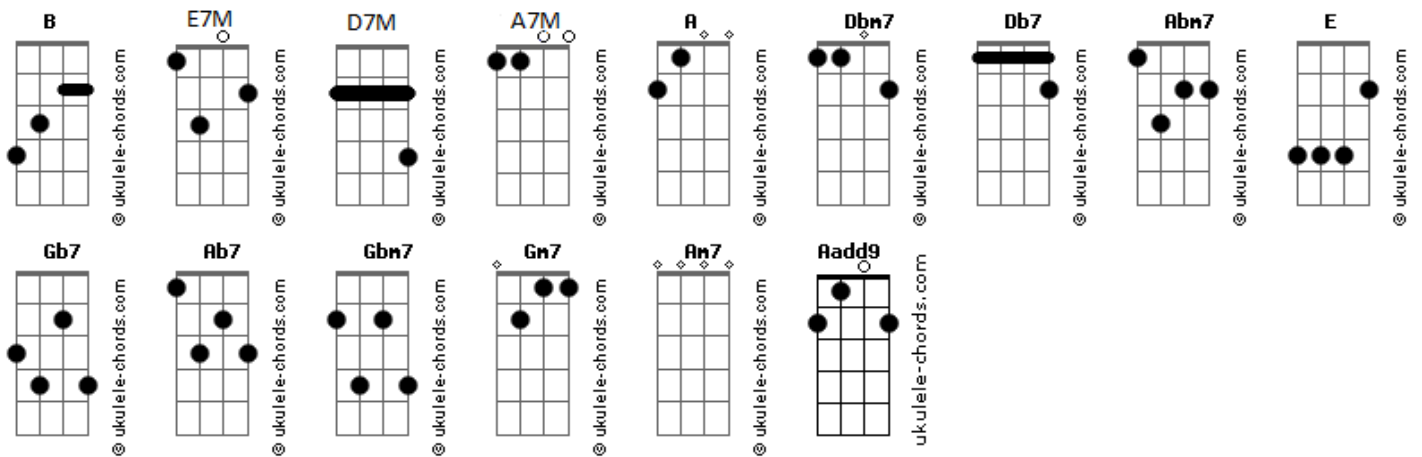 B E7M D7M A7M A Dbm7 Db7 Abm7 E
© ukulele-chords.com © ukulele-chords.com © ukulele-chords.com © ukulele-chords.com © ukulele-chords.com © ukulele-chords.com © ukulele-chords.com © ukulele-chords.com © ukulele-chords.com
Gb7 Ab7 Gbm7 Gm7 Am7 Aadd9
© ukulele-chords.com © ukulele-chords.com © ukulele-chords.com © ukulele-chords.com © ukulele-chords.com ukulele-chords.com